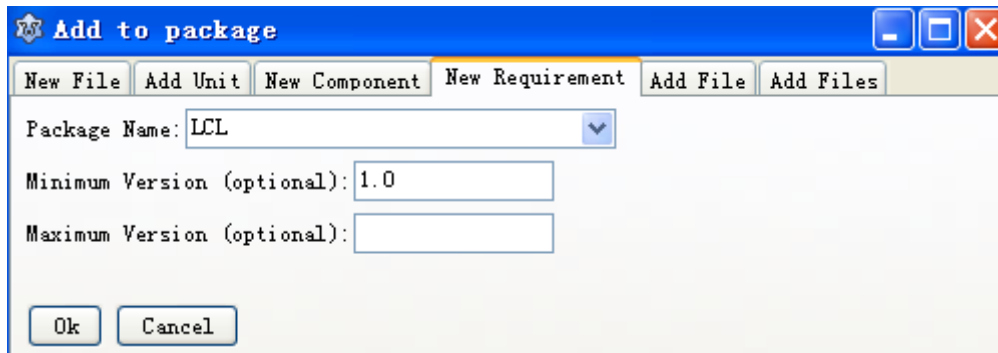 Add to package
New File Add Unit New Component New Requirement Add File Add Files
Package Name: LCL
Minimum Version (optional): 1.0
Maximum Version (optional):
Ok Cancel